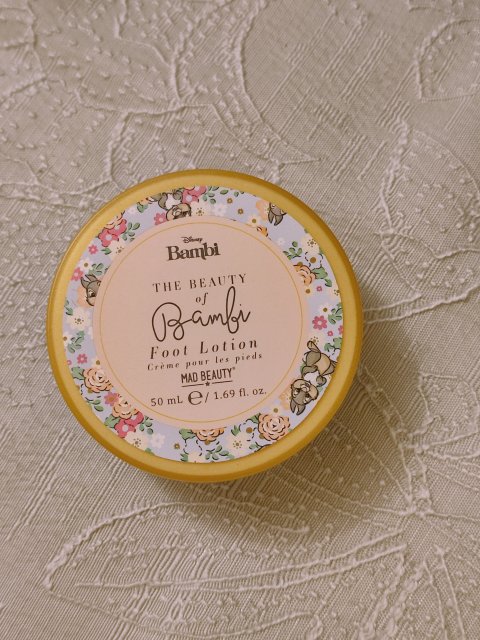 Disney
Bambi
THE BEAUTY
of
Bambi
Foot Lotion
Crème pour les pieds
MAD BEAUTY®
50 mL ℮/ 1.69 fl. oz.